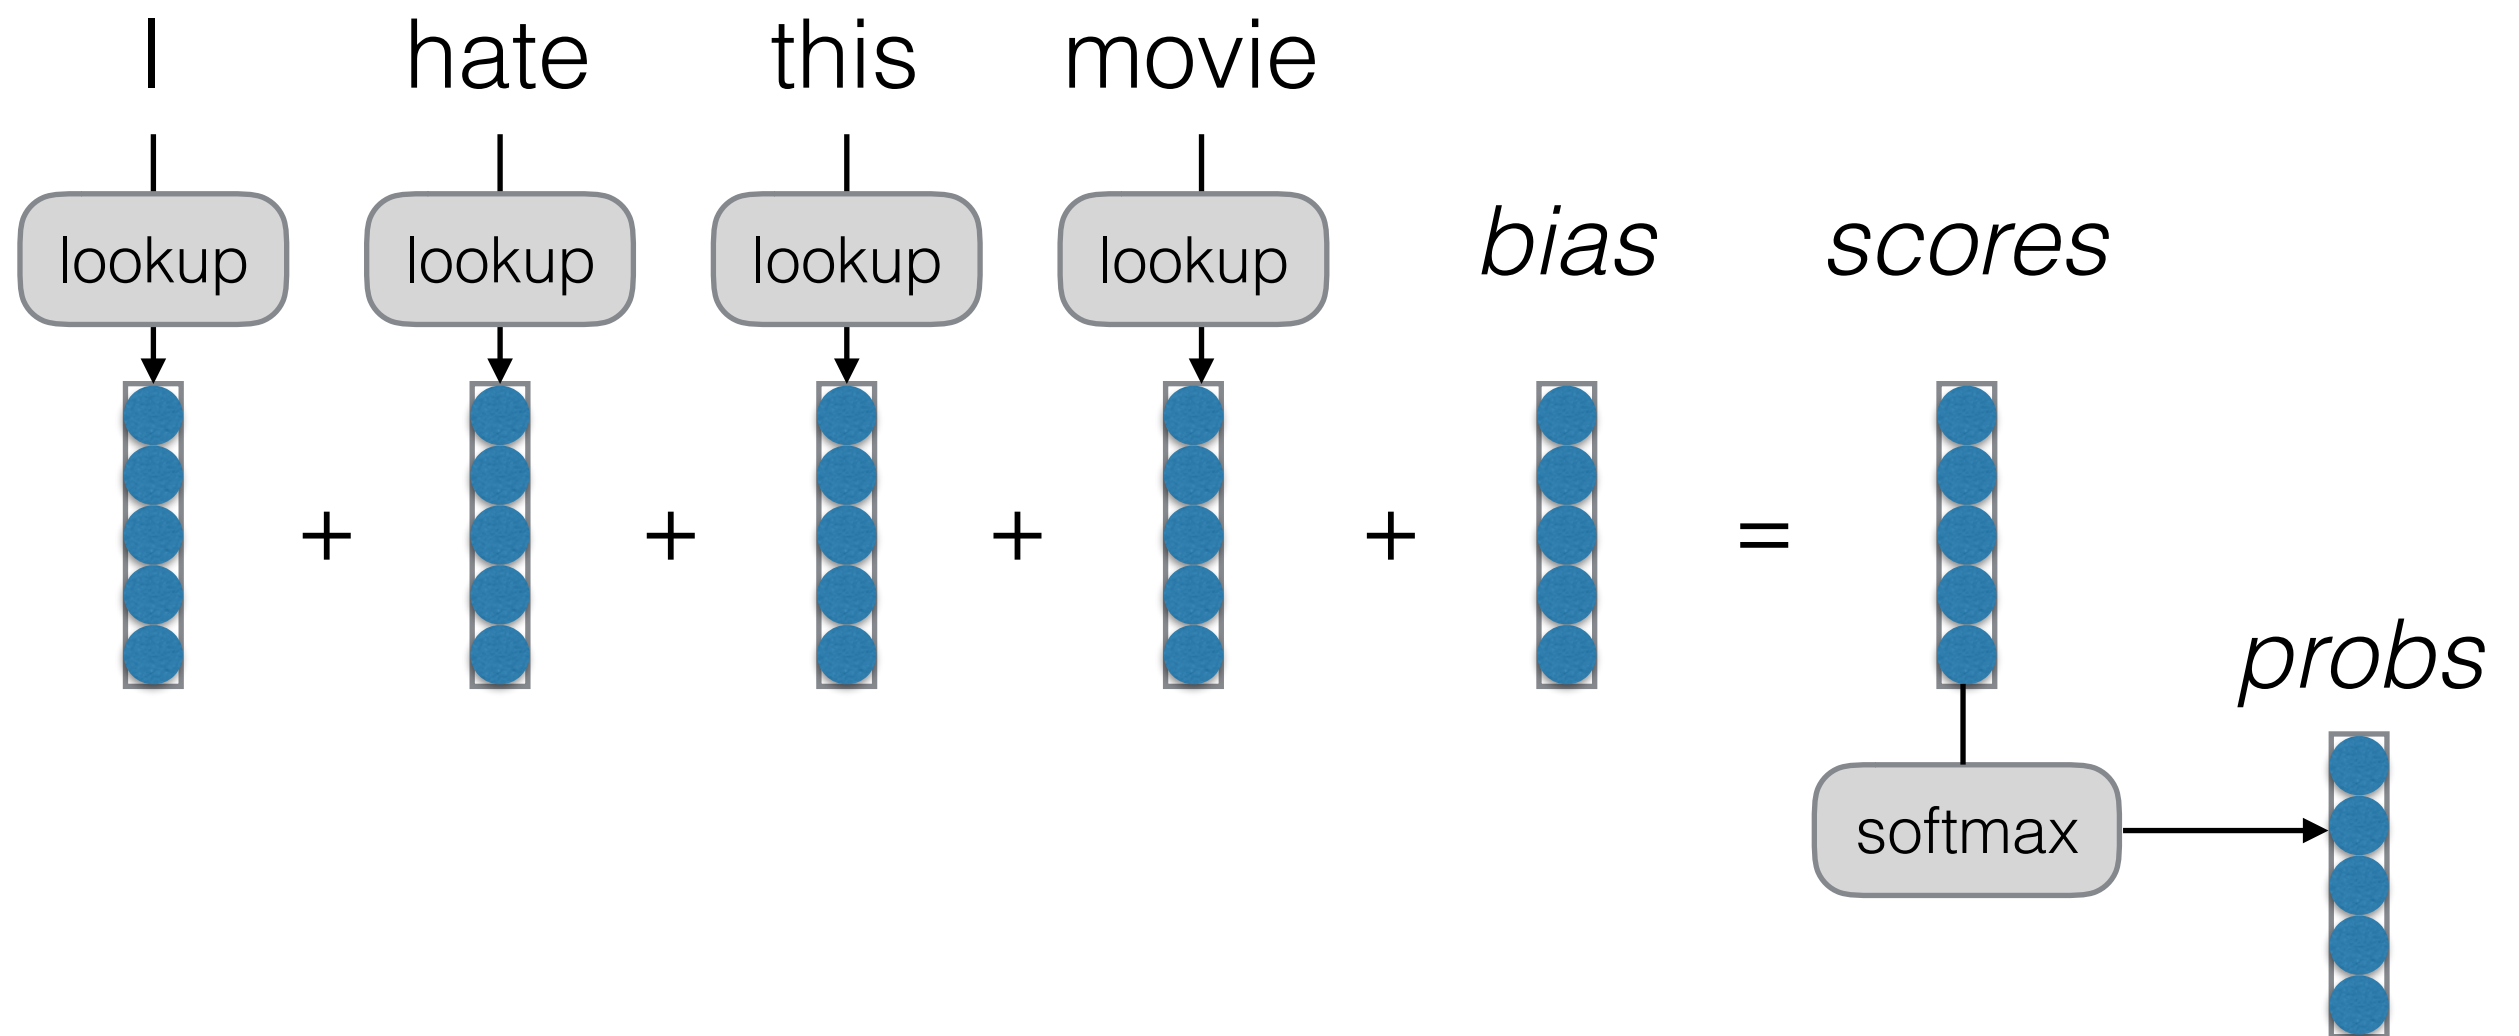 I hate this movie
lookup lookup lookup lookup bias scores
+ + + + =
probs
softmax